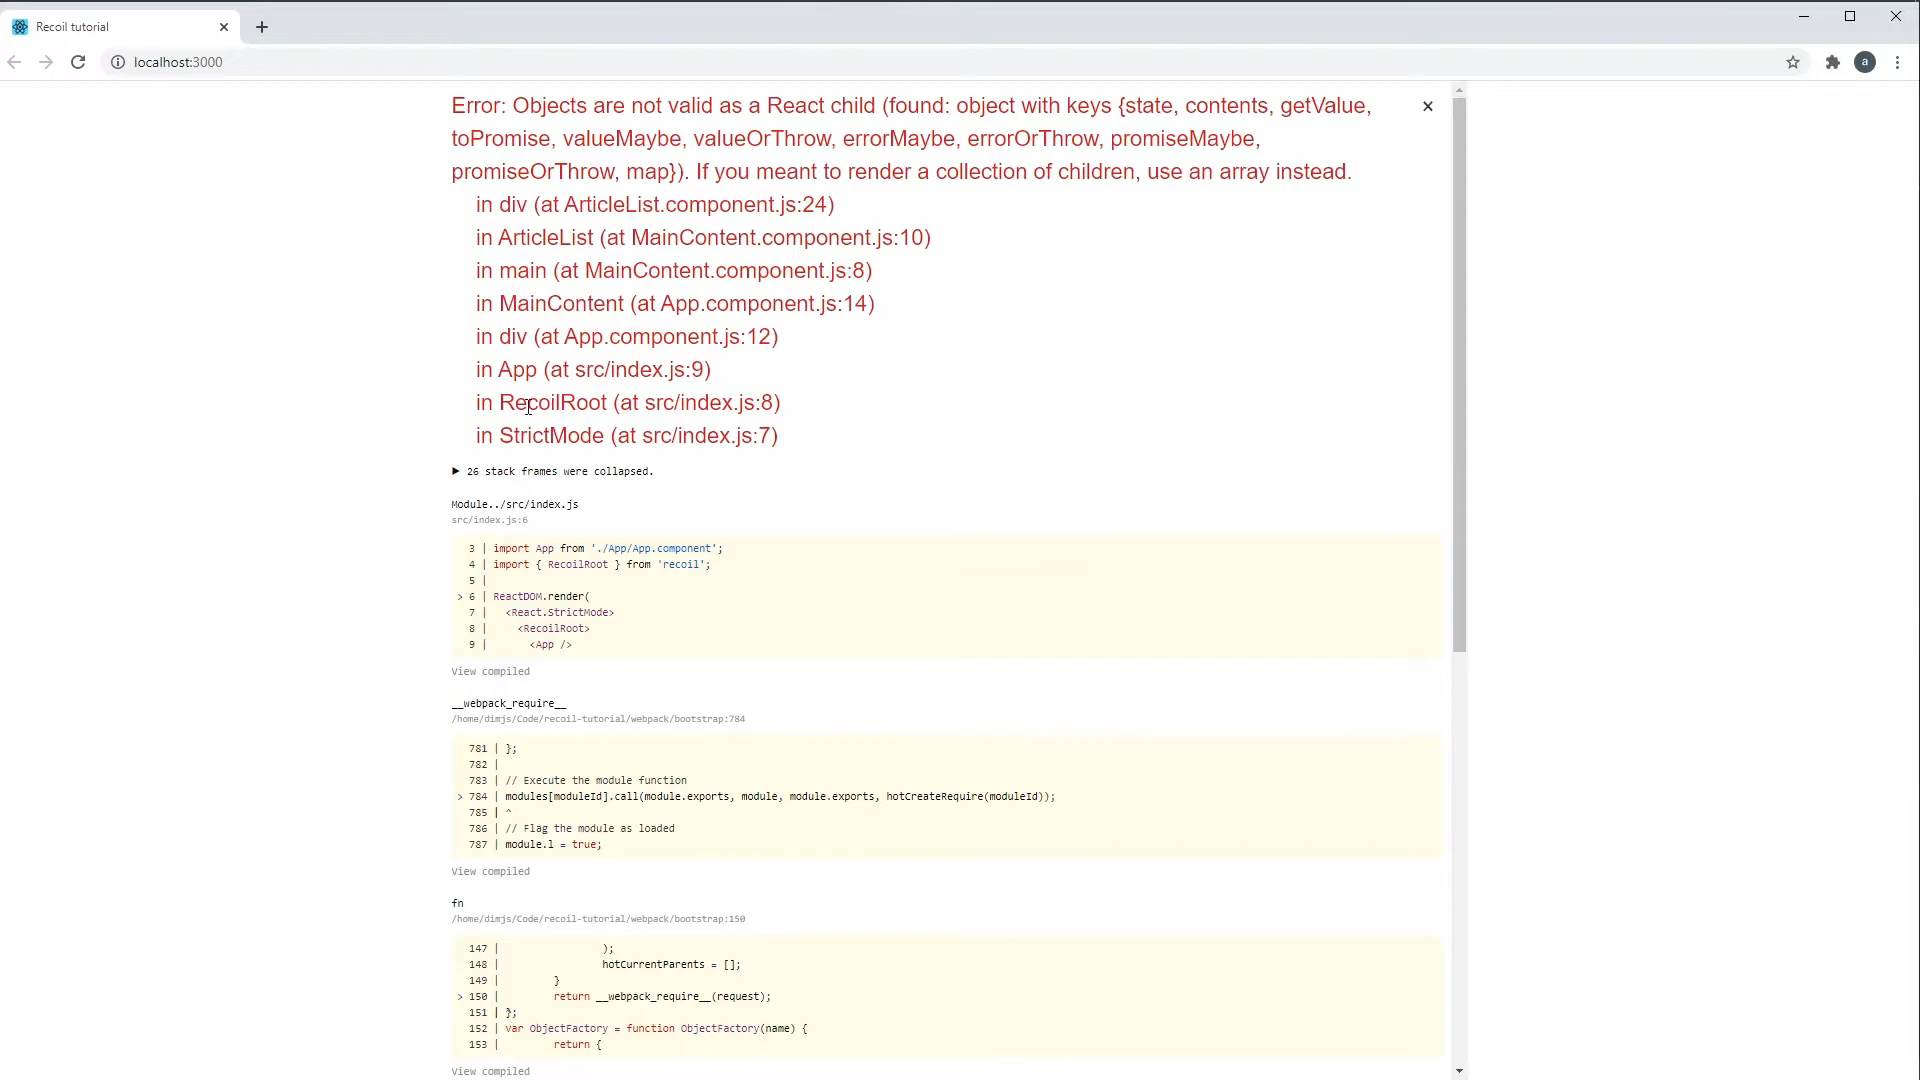 Recoil tutorial
localhost:3000
a
Error: Objects are not valid as a React child (found: object with keys {state, contents, getValue,
toPromise, valueMaybe, valueOrThrow, errorMaybe, errorOrThrow, promiseMaybe,
promiseOrThrow, map}). If you meant to render a collection of children, use an array instead.
in div (at ArticleList.component.js:24)
in ArticleList (at MainContent.component.js:10)
in main (at MainContent.component.js:8)
in MainContent (at App.component.js:14)
in div (at App.component.js:12)
in App (at src/index.js:9)
in RecoilRoot (at src/index.js:8)
in StrictMode (at src/index.js:7)
▶ 26 stack frames were collapsed.
Module../src/index.js
src/index.js:6
3 | import App from './App/App.component';
4 | import { RecoilRoot } from 'recoil';
5 |
> 6 | ReactDOM.render(
7 |   <React.StrictMode>
8 |     <RecoilRoot>
9 |       <App />
View compiled
__webpack_require__
/home/dimjs/Code/recoil-tutorial/webpack/bootstrap:784
781 | };
782 |
783 | // Execute the module function
> 784 | modules[moduleId].call(module.exports, module, module.exports, hotCreateRequire(moduleId));
785 | ^
786 | // Flag the module as loaded
787 | module.l = true;
View compiled
fn
/home/dimjs/Code/recoil-tutorial/webpack/bootstrap:150
147 |                 );
148 |                 hotCurrentParents = [];
149 |         }
> 150 |         return __webpack_require__(request);
151 | };
152 | var ObjectFactory = function ObjectFactory(name) {
153 |         return {
View compiled